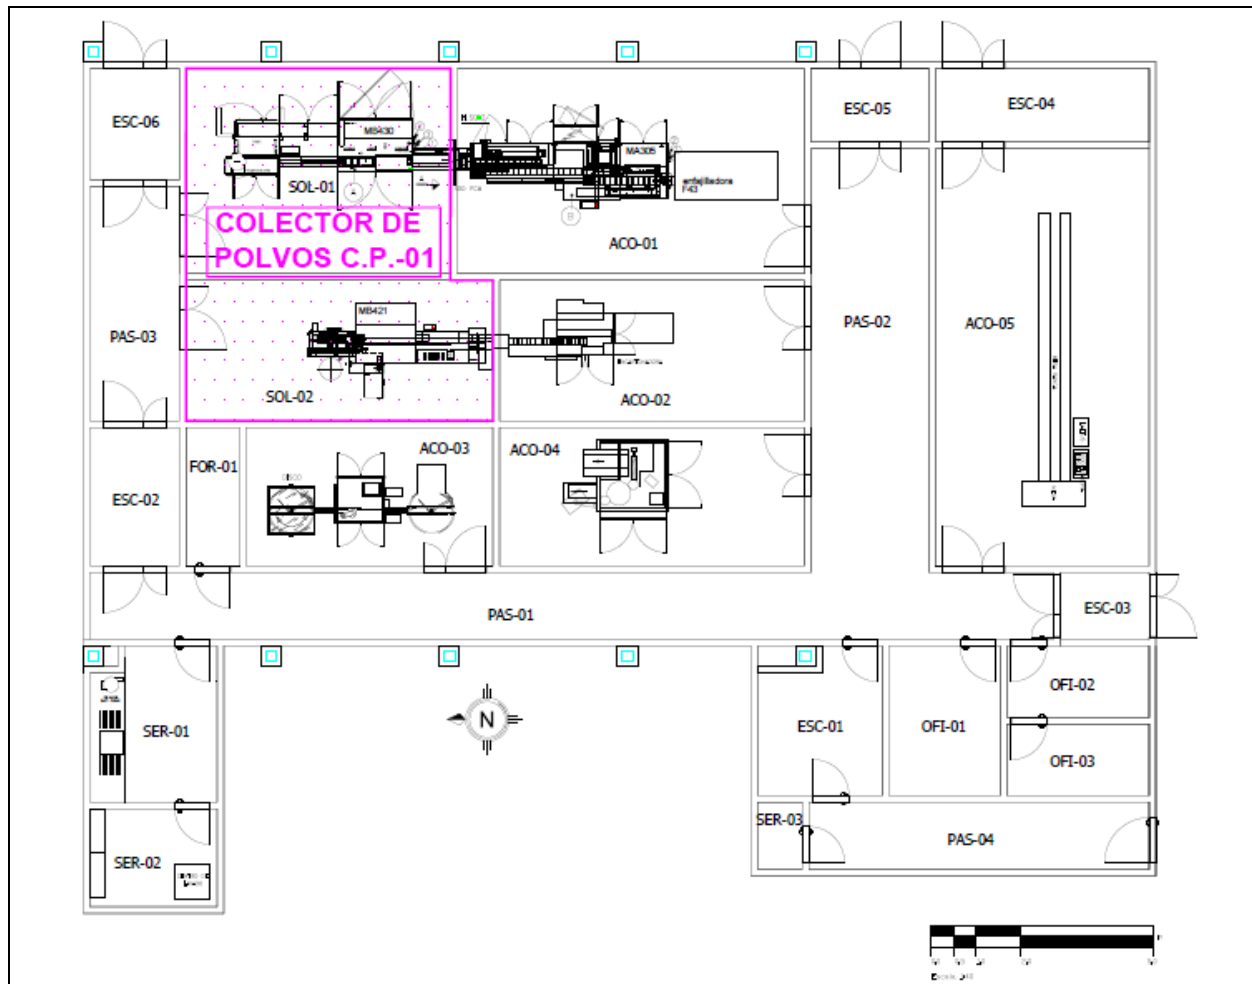 ESC-06
ESC-05
ESC-04
MB430
MA305
enfajilladora
F43
SOL-01
COLECTOR DE
POLVOS C.P.-01
ACO-01
B
MB421
PAS-03
PAS-02
ACO-05
SOL-02
ACO-02
FOR-01
ACO-03
ACO-04
ESC-02
PAS-01
ESC-03
N
SER-01
ESC-01
OFI-01
OFI-02
OFI-03
SER-03
PAS-04
SER-02